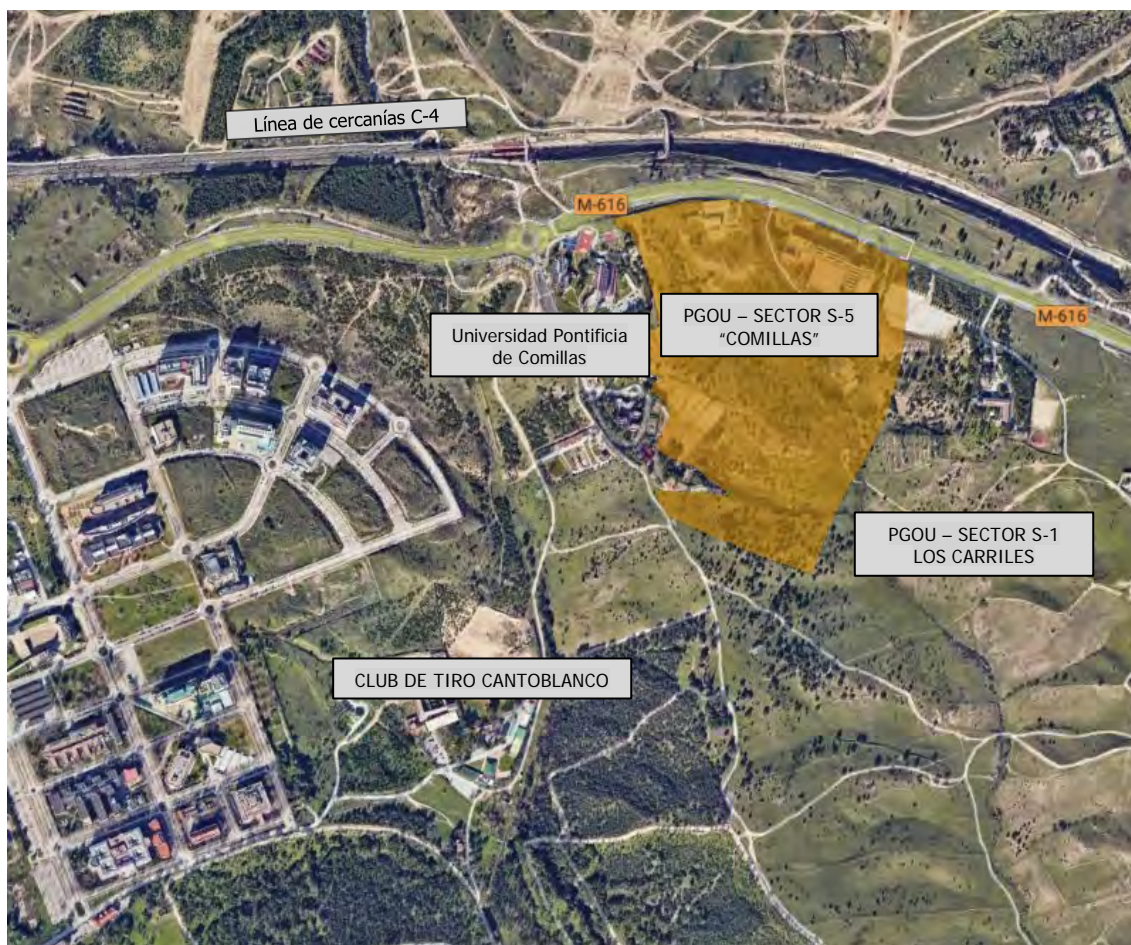 Línea de cercanías C-4
M-616
PGOU – SECTOR S-5
“COMILLAS”
Universidad Pontificia
de Comillas
M-616
PGOU – SECTOR S-1
LOS CARRILES
CLUB DE TIRO CANTOBLANCO